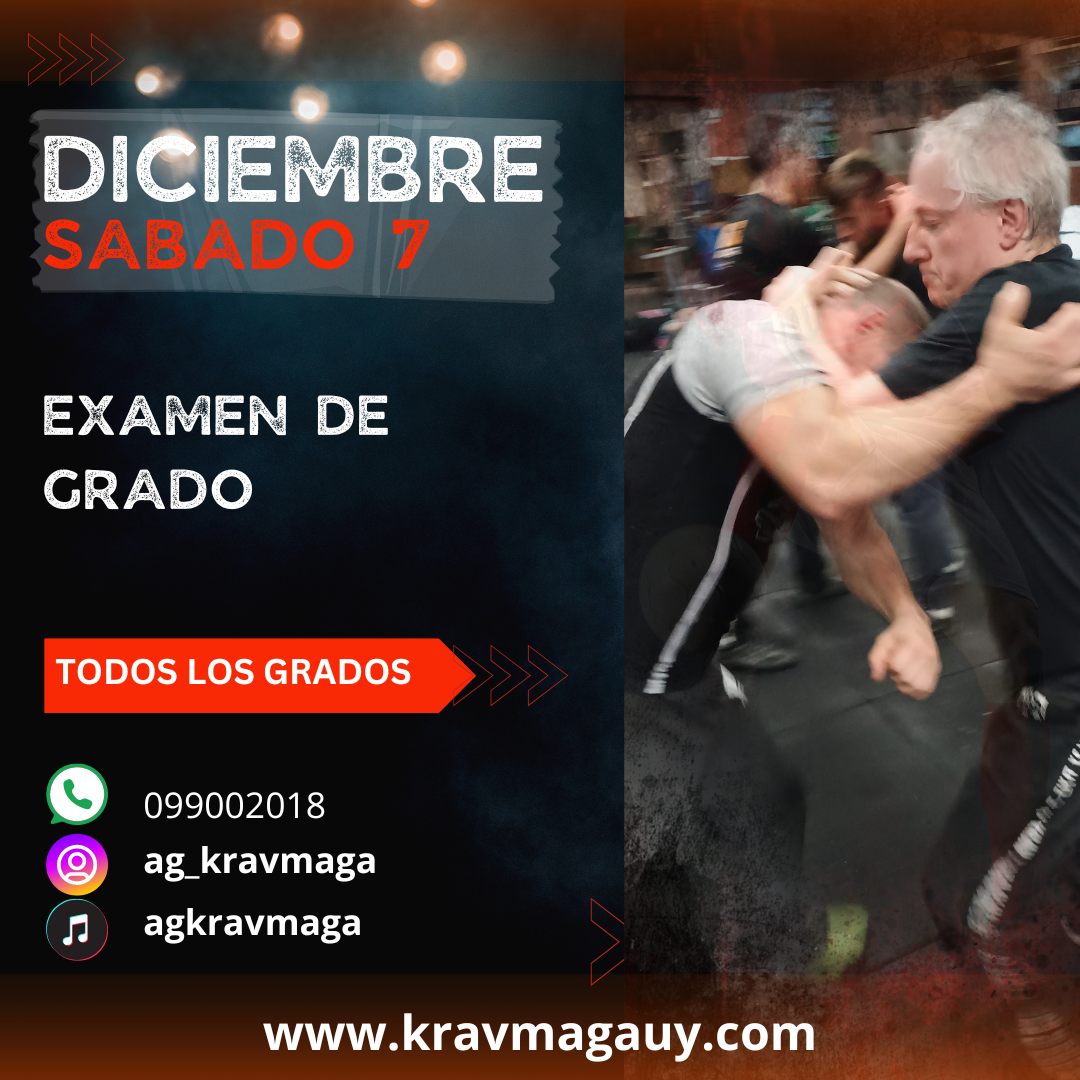 DICIEMBRE
SABADO 7
EXAMEN DE
GRADO
TODOS LOS GRADOS
099002018
ag_kravmaga
agkravmaga
www.kravmagauy.com